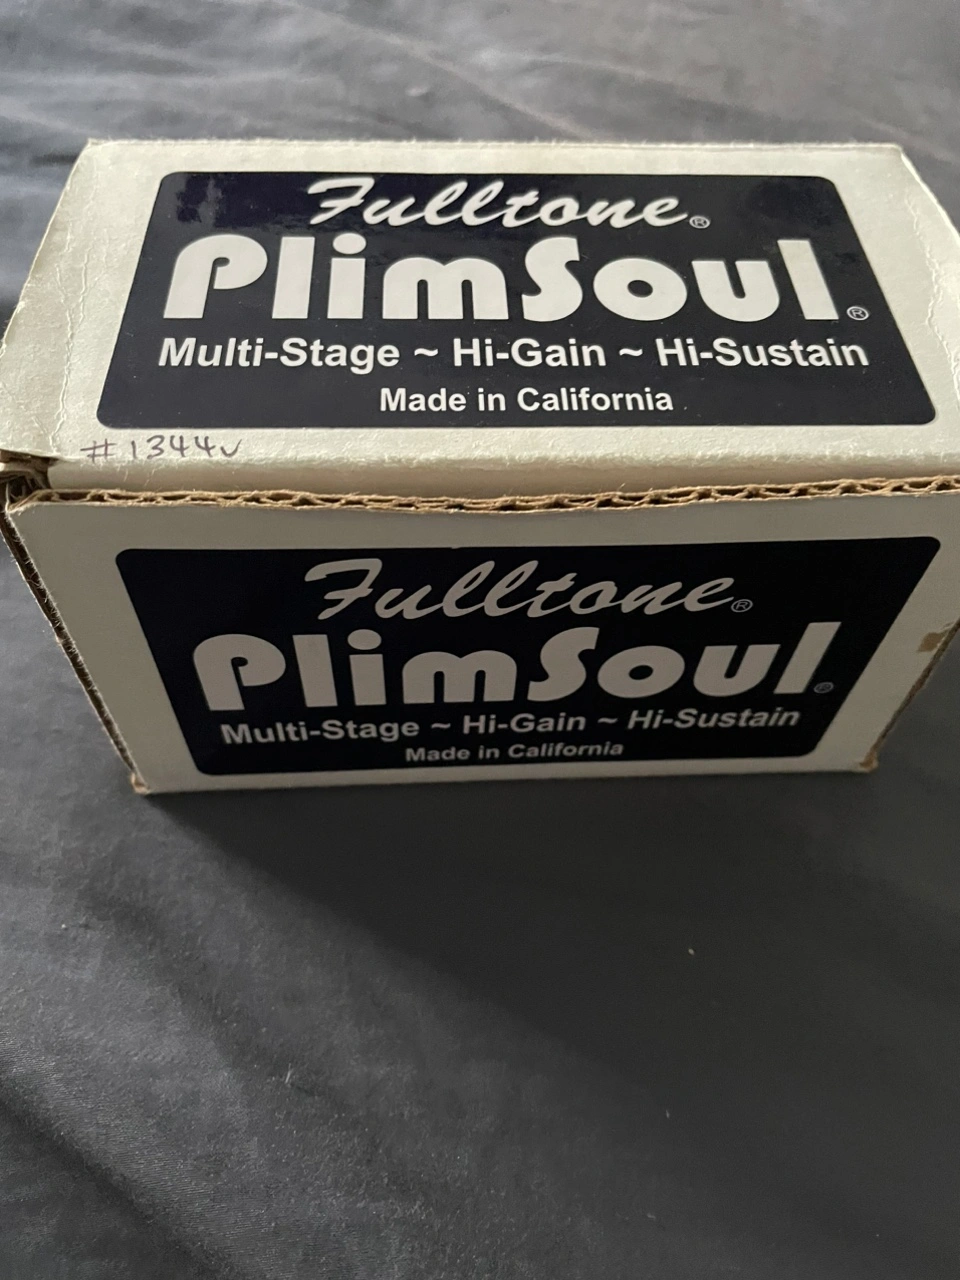 Fulltone®
PlimSoul®
Multi-Stage ~ Hi-Gain ~ Hi-Sustain
Made in California
#1344v
Fulltone®
PlimSoul®
Multi-Stage ~ Hi-Gain ~ Hi-Sustain
Made in California